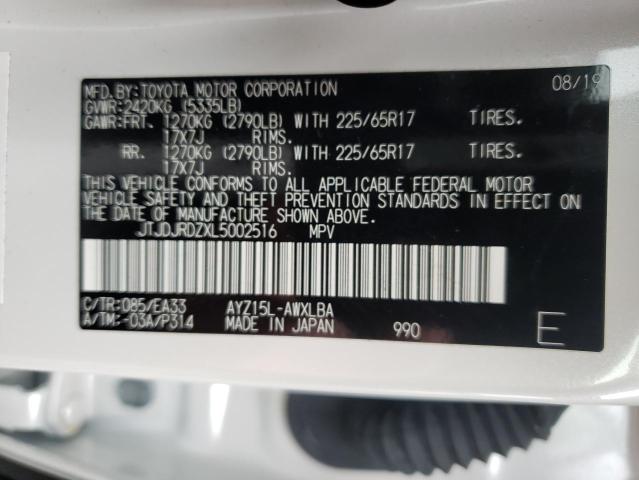 MFD.BY:TOYOTA MOTOR CORPORATION 08/19
GVWR:2420KG (5335LB)
GAWR:FRT. 1270KG (2790LB) WITH 225/65R17 TIRES.
17X7J RIMS.
RR. 1270KG (2790LB) WITH 225/65R17 TIRES.
17X7J RIMS.
THIS VEHICLE CONFORMS TO ALL APPLICABLE FEDERAL MOTOR
VEHICLE SAFETY AND THEFT PREVENTION STANDARDS IN EFFECT ON
THE DATE OF MANUFACTURE SHOWN ABOVE.
JTJDJRDZXL5002516 MPV
C/TR:085/EA33 AYZ15L-AWXLBA
A/TM:-03A/P314 MADE IN JAPAN 990 E